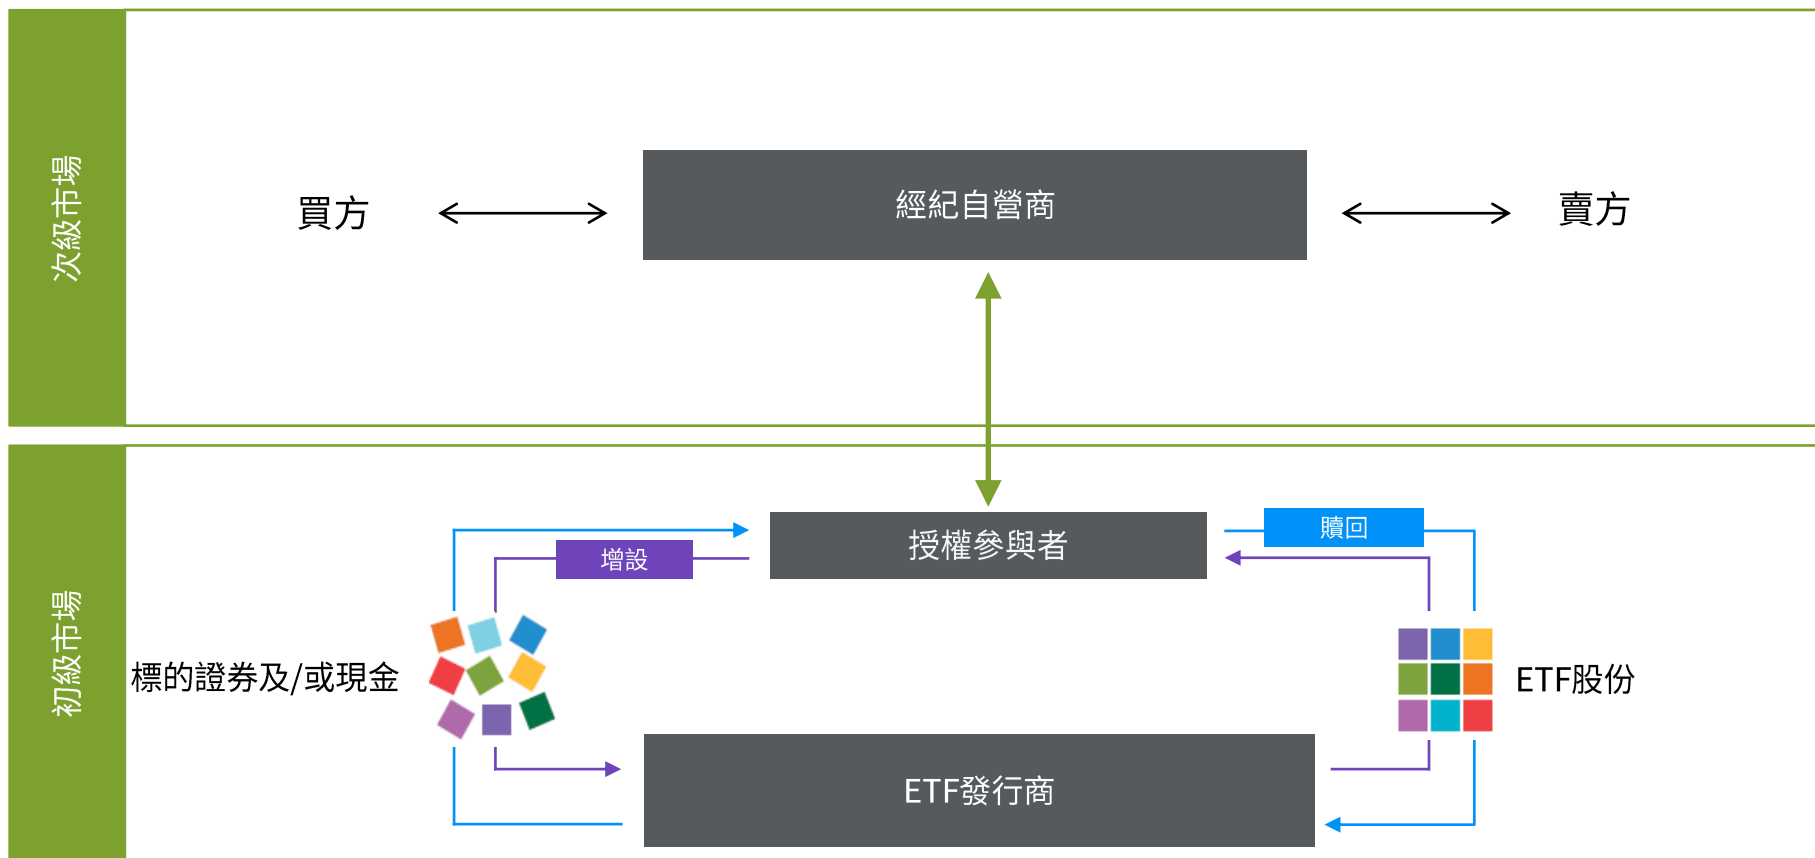 次級市場
買方
經紀自營商
賣方
初級市場
授權參與者
贖回
增設
標的證券及/或現金
ETF股份
ETF發行商